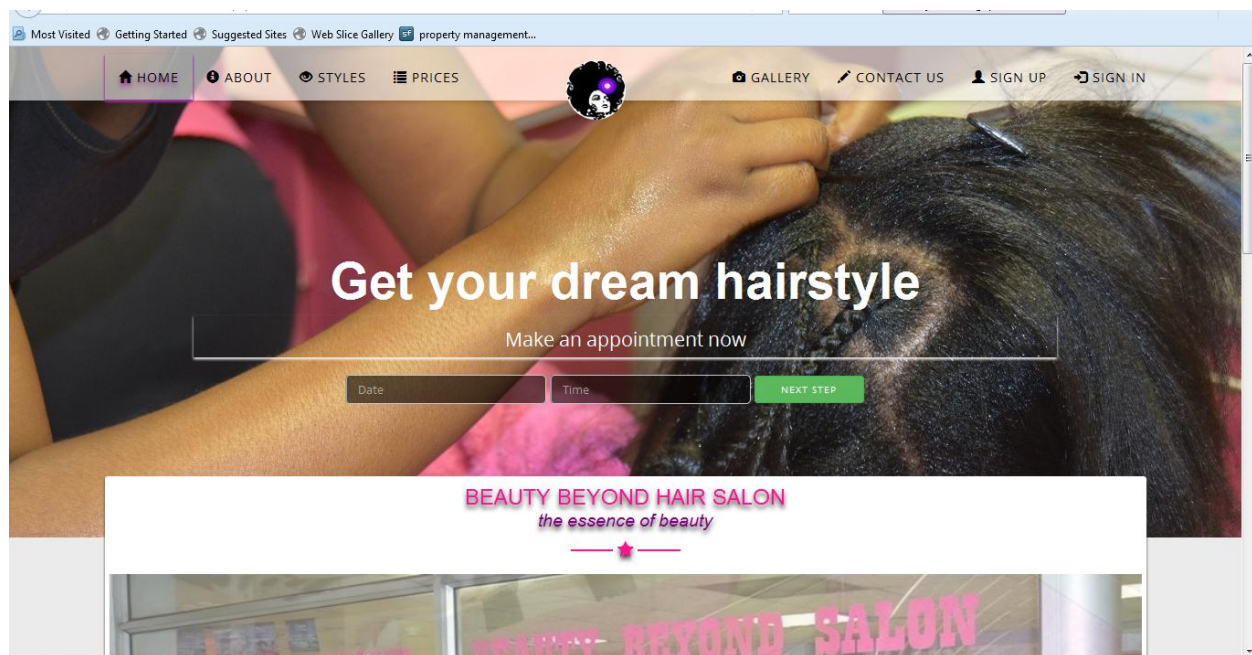 Most Visited Getting Started Suggested Sites Web Slice Gallery sf property management...
HOME ABOUT STYLES PRICES GALLERY CONTACT US SIGN UP SIGN IN
Get your dream hairstyle
Make an appointment now
Date Time NEXT STEP
BEAUTY BEYOND HAIR SALON
the essence of beauty
BEAUTY BEYOND SALON